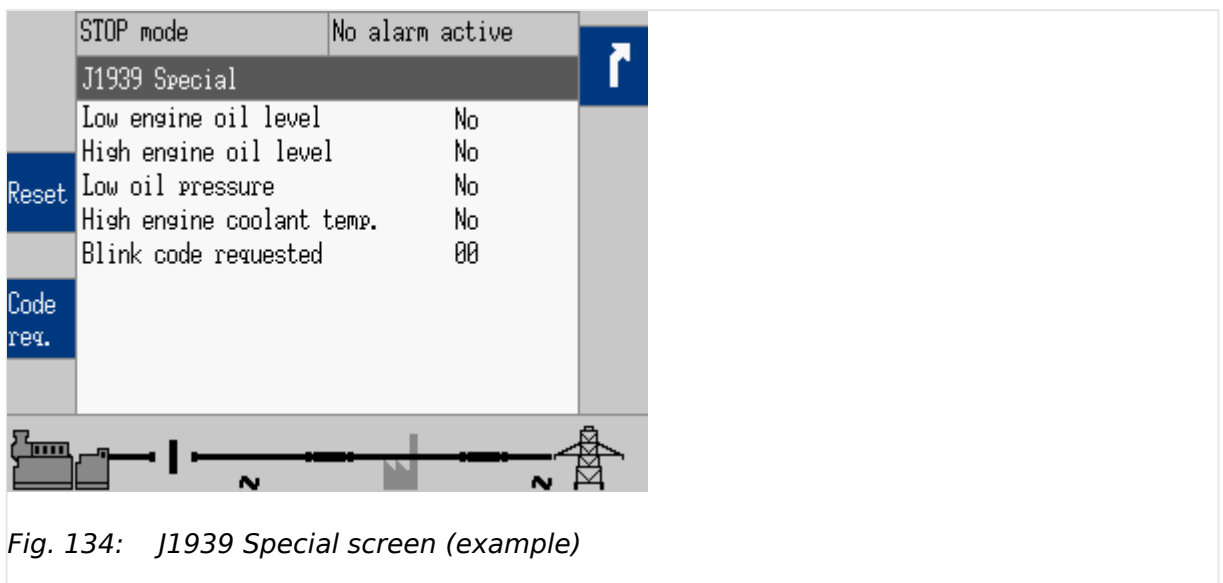 STOP mode No alarm active
J1939 Special
Low engine oil level No
High engine oil level No
Low oil pressure No
High engine coolant temp. No
Blink code requested 00
Reset
Code
req.
Fig. 134: J1939 Special screen (example)